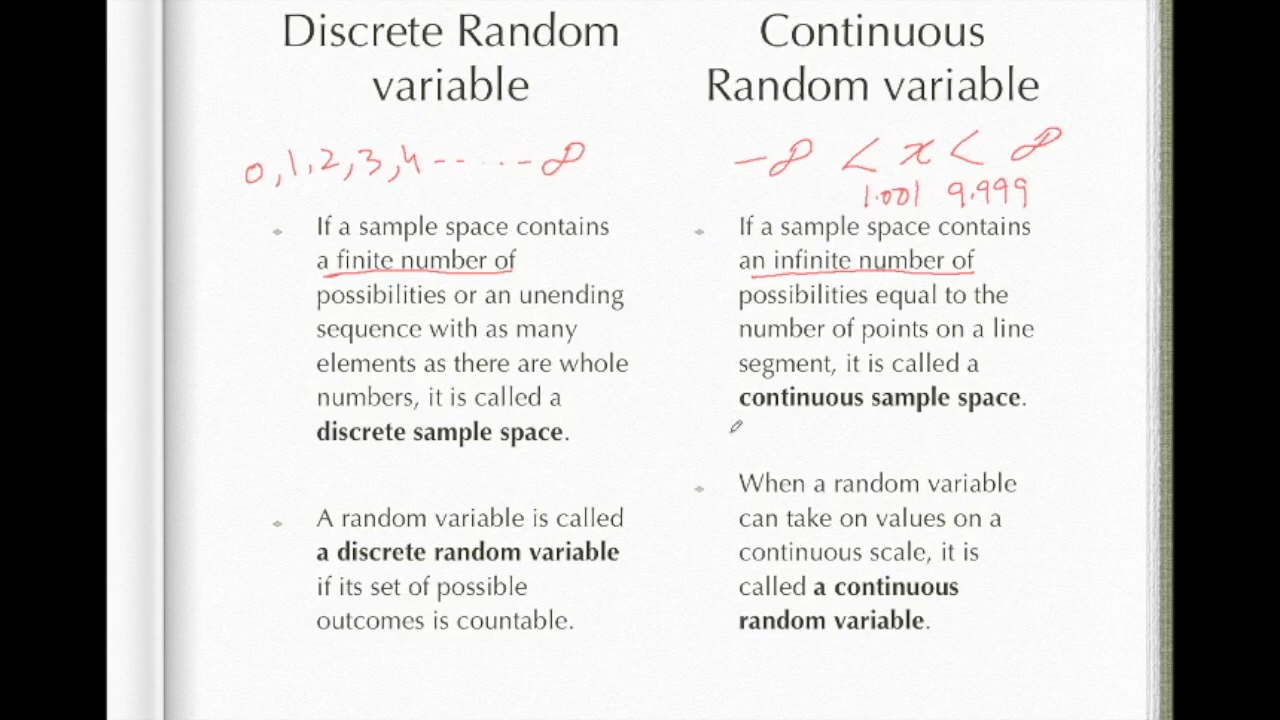 Discrete Random
variable
0,1,2,3,4-----∞
If a sample space contains
a finite number of
possibilities or an unending
sequence with as many
elements as there are whole
numbers, it is called a
discrete sample space.
A random variable is called
a discrete random variable
if its set of possible
outcomes is countable.
Continuous
Random variable
-∞ < x < ∞
1.001 9.999
If a sample space contains
an infinite number of
possibilities equal to the
number of points on a line
segment, it is called a
continuous sample space.
When a random variable
can take on values on a
continuous scale, it is
called a continuous
random variable.